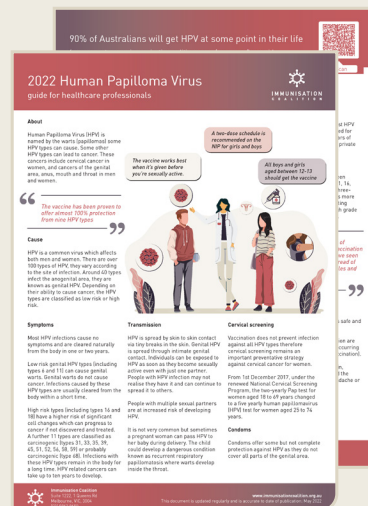 90% of Australians will get HPV at some point in their life
2022 Human Papilloma Virus
guide for healthcare professionals
IMMUNISATION
COALITION
About
Human Papilloma Virus (HPV) is
named by the warts (papillomas) some
HPV types can cause. Some other
HPV types can lead to cancer. These
cancers include cervical cancer in
women, and cancers of the genital
area, anus, mouth and throat in men
and women.
The vaccine has been proven to
offer almost 100% protection
from nine HPV types
Cause
HPV is a common virus which affects
both men and women. There are over
100 types of HPV, they vary according
to the site of infection. Around 40 types
infect the anogenital area, they are
known as genital HPV. Depending on
their ability to cause cancer, the HPV
types are classified as low risk or high
risk.
The vaccine works best
when it's given before
you're sexually active.
A two-dose schedule is
recommended on the
NIP for girls and boys
All boys and girls
aged between 12-13
should get the vaccine
Symptoms
Most HPV infections cause no
symptoms and are cleared naturally
from the body in one or two years.
Low risk genital HPV types (including
types 6 and 11) can cause genital
warts. Genital warts do not cause
cancer. Infections caused by these
HPV types are usually cleared from the
body within a short time.
High risk types (including types 16 and
18) have a higher risk of significant
cell changes which can progress to
cancer if not discovered and treated.
A further 11 types are classified as
carcinogenic (types 31, 33, 35, 39,
45, 51, 52, 56, 58, 59) or probably
carcinogenic (type 68). Infections with
these HPV types remain in the body for
a long time. HPV related cancers can
take up to ten years to develop.
Transmission
HPV is spread by skin to skin contact
via tiny breaks in the skin. Genital HPV
is spread through intimate genital
contact. Individuals can be exposed to
HPV as soon as they become sexually
active even with just one partner.
People with HPV infection may not
realise they have it and can continue to
spread it to others.
People with multiple sexual partners
are at increased risk of developing
HPV.
It is not very common but sometimes
a pregnant woman can pass HPV to
her baby during delivery. The child
could develop a dangerous condition
known as recurrent respiratory
papillomatosis where warts develop
inside the throat.
Cervical screening
Vaccination does not prevent infection
against all HPV types therefore
cervical screening remains an
important preventative strategy
against cervical cancer for women.
From 1st December 2017, under the
renewed National Cervical Screening
Program, the two-yearly Pap test for
women aged 18 to 69 years changed
to a five yearly human papillomavirus
(HPV) test for women aged 25 to 74
years.
Condoms
Condoms offer some but not complete
protection against HPV as they do not
cover all parts of the genital area.
Immunisation Coalition
Melbourne, VIC, 3004
www.immunisationcoalition.org.au
This document is updated regularly and is accurate to date of publication: May 2022